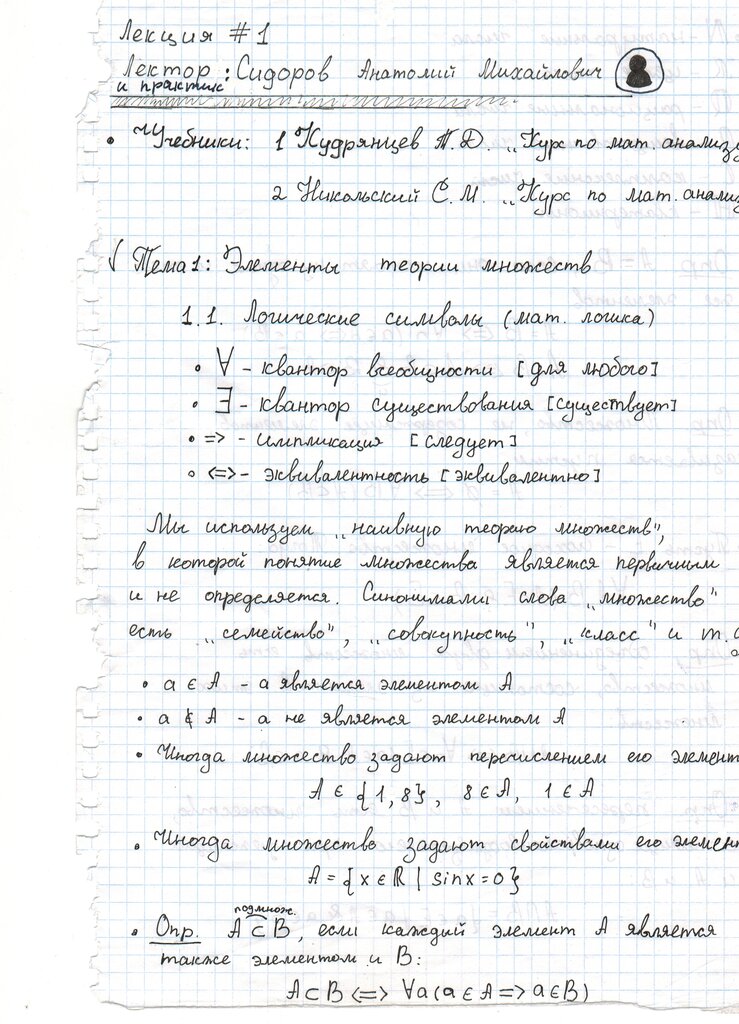 Лекция #1
Лектор: Сидоров Анатолий Михайлович
и практик
• Учебники: 1 Кудрянцев Л.Д. „Курс по мат. анализу
2 Никольский С.М. „Курс по мат. анализу
√ Тема 1: Элементы теории множеств
1.1. Логические символы (мат. логика)
• ∀ - квантор всеобщности [для любого]
• ∃ - квантор существования [существует]
• => - импликация [следует]
• <=> - эквивалентность [эквивалентно]
Мы используем „наивную теорию множеств",
в которой понятие множества является первичным
и не определяется. Синонимами слова „множество"
есть „семейство", „совокупность", „класс" и т.
• a ∈ A - a является элементом A
• a ∉ A - a не является элементом A
• Иногда множество задают перечислением его элемент
A ∈ {1, 8}, 8 ∈ A, 1 ∈ A
• Иногда множество задают свойствами его элемен
A = {x ∈ ℝ | sin x = 0}
подмнож.
• Опр. A ⊂ B, если каждый элемент A является
также элементом и B:
A ⊂ B <=> ∀a (a ∈ A => a ∈ B)